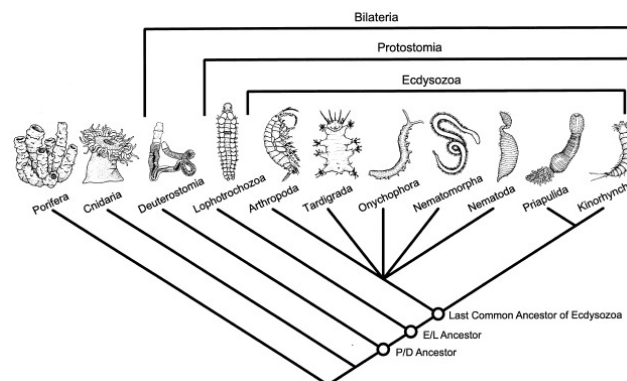 Bilateria
Protostomia
Ecdysozoa
Porifera
Cnidaria
Deuterostomia
Lophotrochozoa
Arthropoda
Tardigrada
Onychophora
Nematomorpha
Nematoda
Priapulida
Kinorhynch
Last Common Ancestor of Ecdysozoa
E/L Ancestor
P/D Ancestor